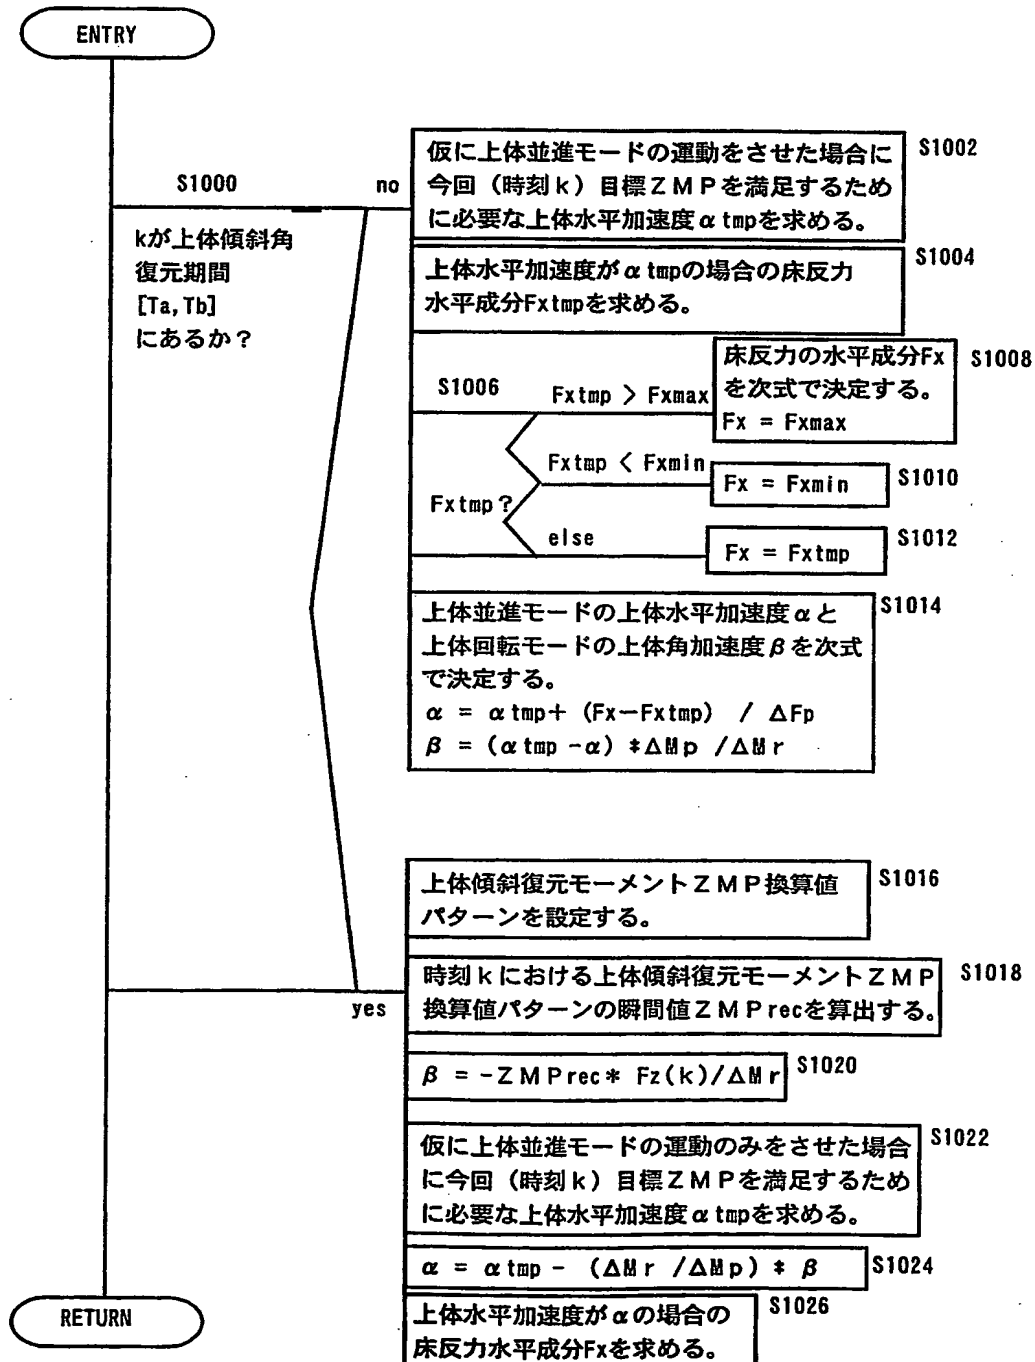 ENTRY
S1000
no
kが上体傾斜角
復元期間
[Ta,Tb]
にあるか？
仮に上体並進モードの運動をさせた場合に
今回（時刻k）目標ZMPを満足するため
に必要な上体水平加速度αtmpを求める。
S1002
上体水平加速度がαtmpの場合の床反力
水平成分Fxtmpを求める。
S1004
S1006
Fxtmp？
Fxtmp > Fxmax
床反力の水平成分Fx
を次式で決定する。
Fx = Fxmax
S1008
Fxtmp < Fxmin
Fx = Fxmin
S1010
else
Fx = Fxtmp
S1012
上体並進モードの上体水平加速度αと
上体回転モードの上体角加速度βを次式
で決定する。
α = αtmp＋ (Fx－Fxtmp) / ΔFp
β = (αtmp -α) *ΔMp /ΔMr
S1014
yes
上体傾斜復元モーメントZMP換算値
パターンを設定する。
S1016
時刻kにおける上体傾斜復元モーメントZMP
換算値パターンの瞬間値ZMPrecを算出する。
S1018
β = -ZMPrec* Fz(k)/ΔMr
S1020
仮に上体並進モードの運動のみをさせた場合
に今回（時刻k）目標ZMPを満足するため
に必要な上体水平加速度αtmpを求める。
S1022
α = αtmp - (ΔMr /ΔMp) * β
S1024
上体水平加速度がαの場合の
床反力水平成分Fxを求める。
S1026
RETURN